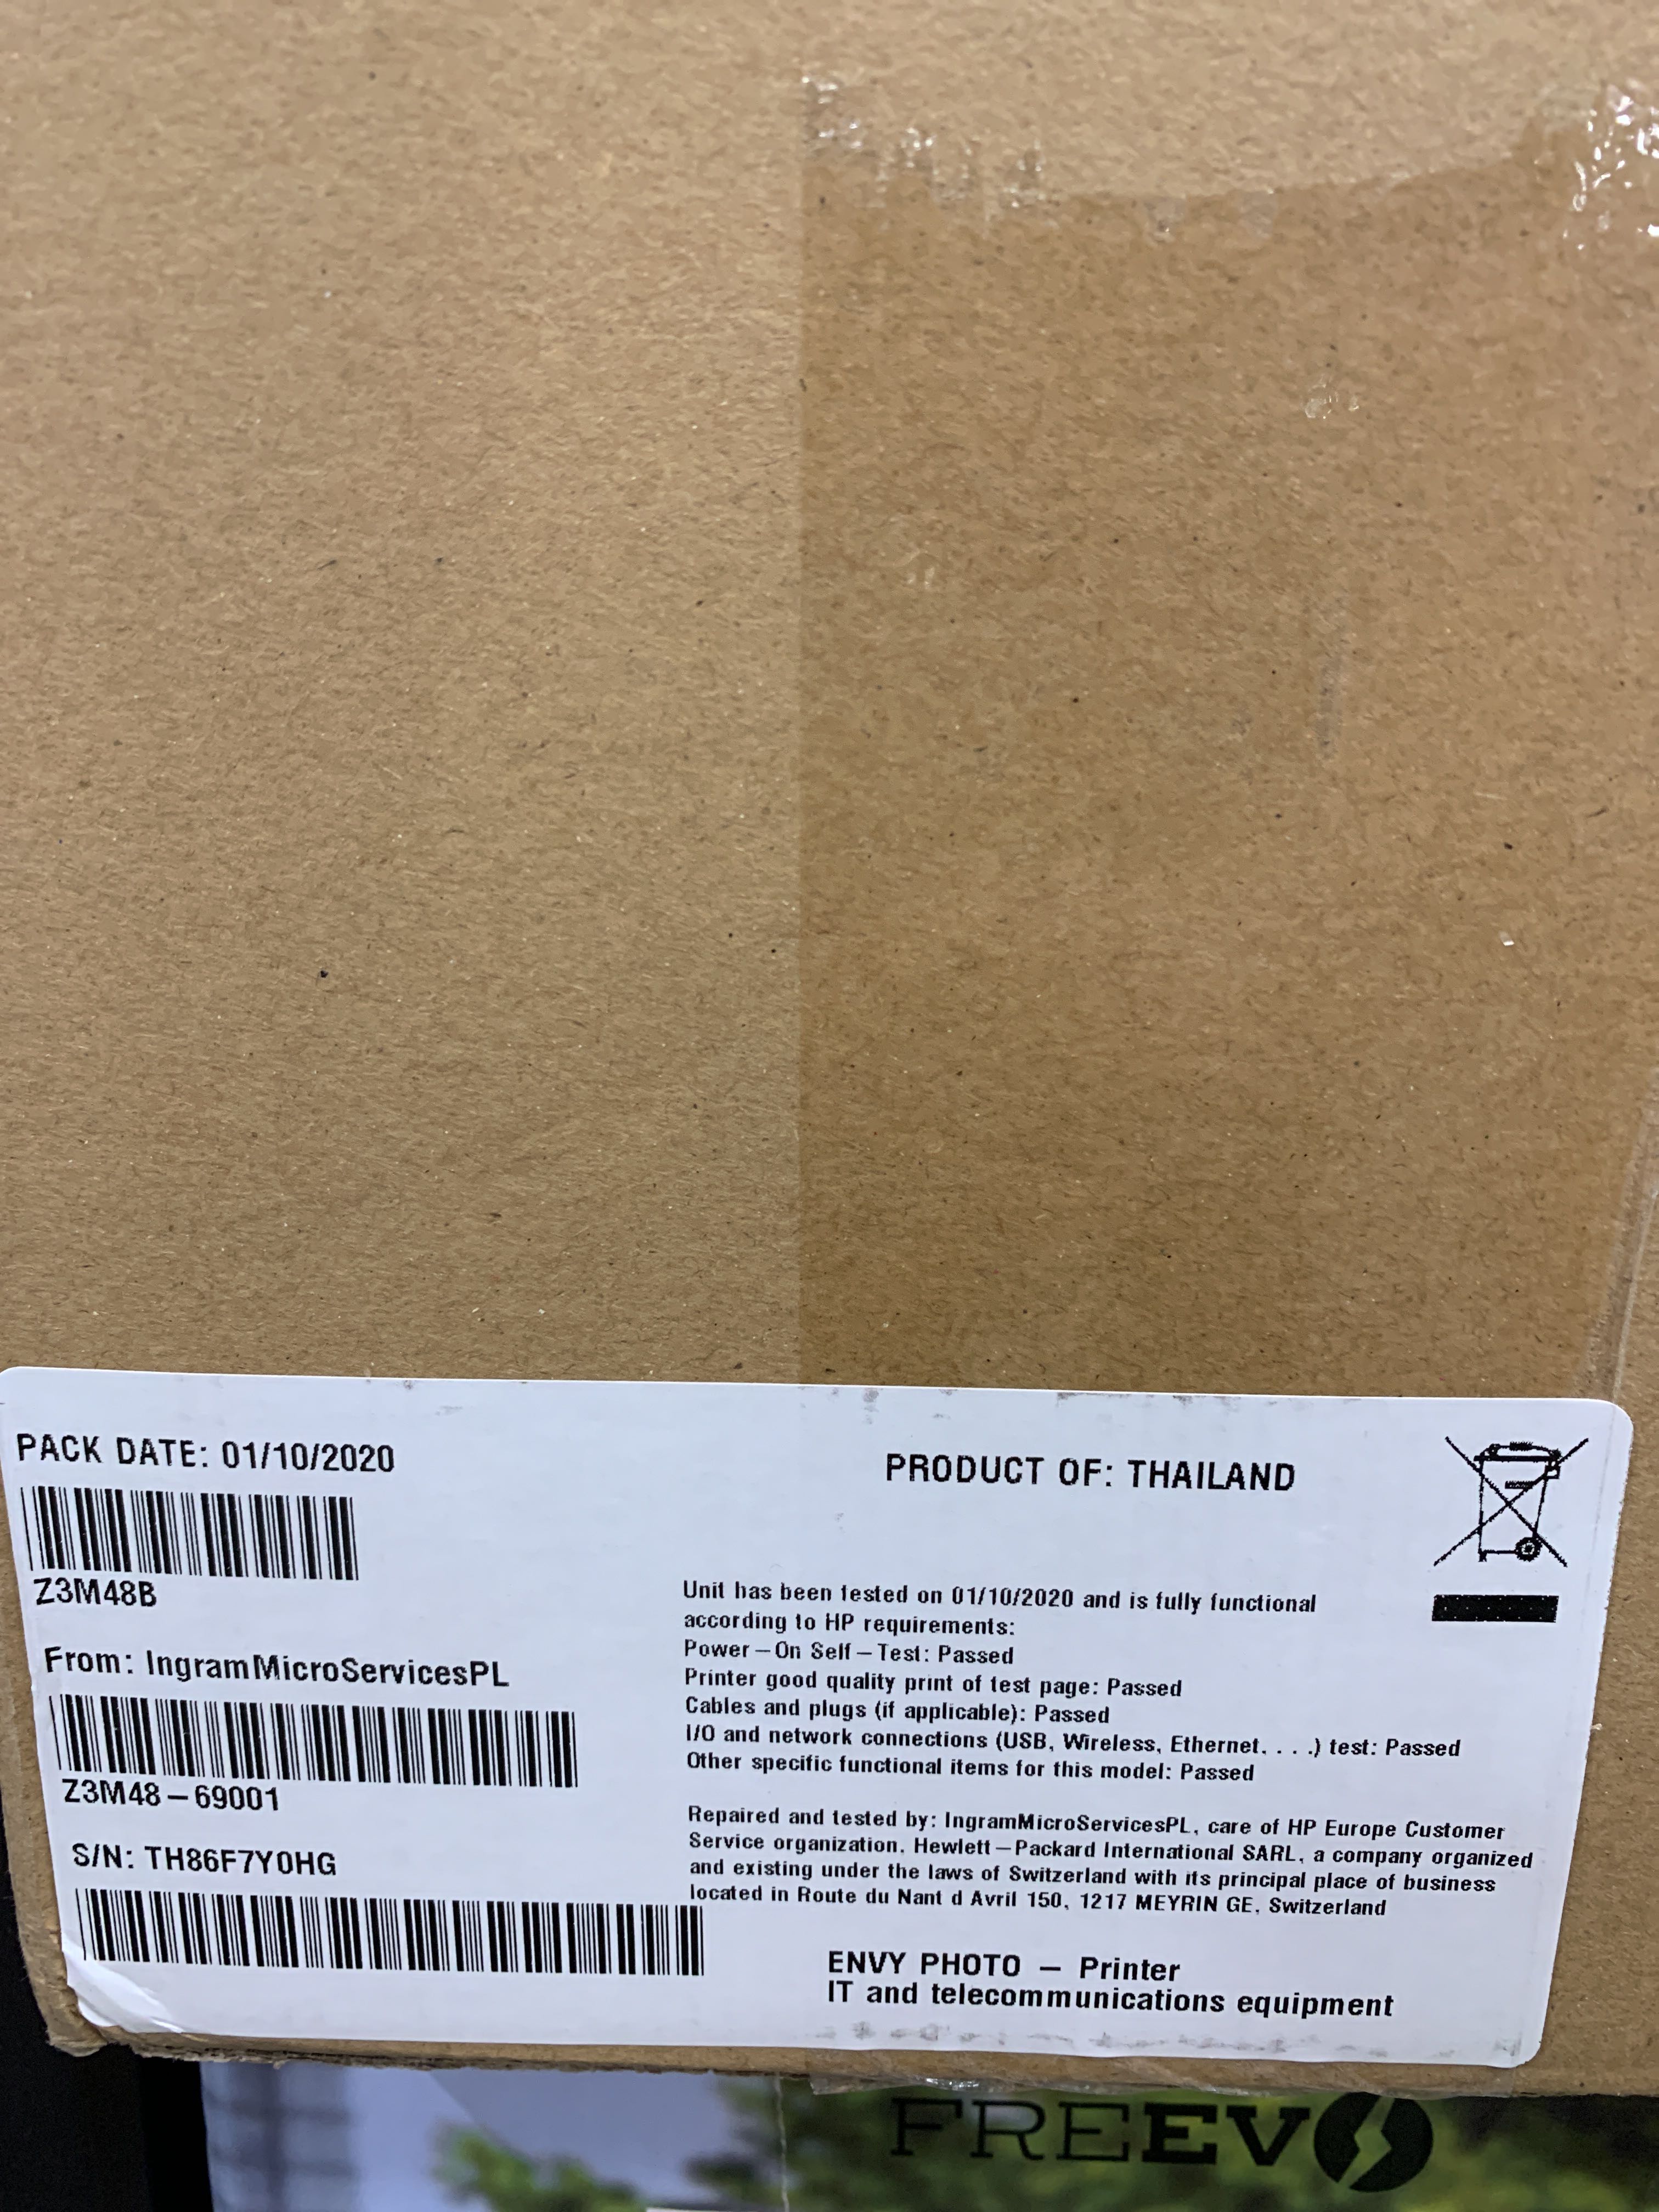 PACK DATE: 01/10/2020
Z3M48B
From: IngramMicroServicesPL
Z3M48-69001
S/N: TH86F7Y0HG
PRODUCT OF: THAILAND
Unit has been tested on 01/10/2020 and is fully functional
according to HP requirements:
Power-On Self-Test: Passed
Printer good quality print of test page: Passed
Cables and plugs (if applicable): Passed
I/O and network connections (USB, Wireless, Ethernet, . . .) test: Passed
Other specific functional items for this model: Passed
Repaired and tested by: IngramMicroServicesPL, care of HP Europe Customer
Service organization, Hewlett-Packard International SARL, a company organized
and existing under the laws of Switzerland with its principal place of business
located in Route du Nant d Avril 150, 1217 MEYRIN GE, Switzerland
ENVY PHOTO - Printer
IT and telecommunications equipment
FREEVO